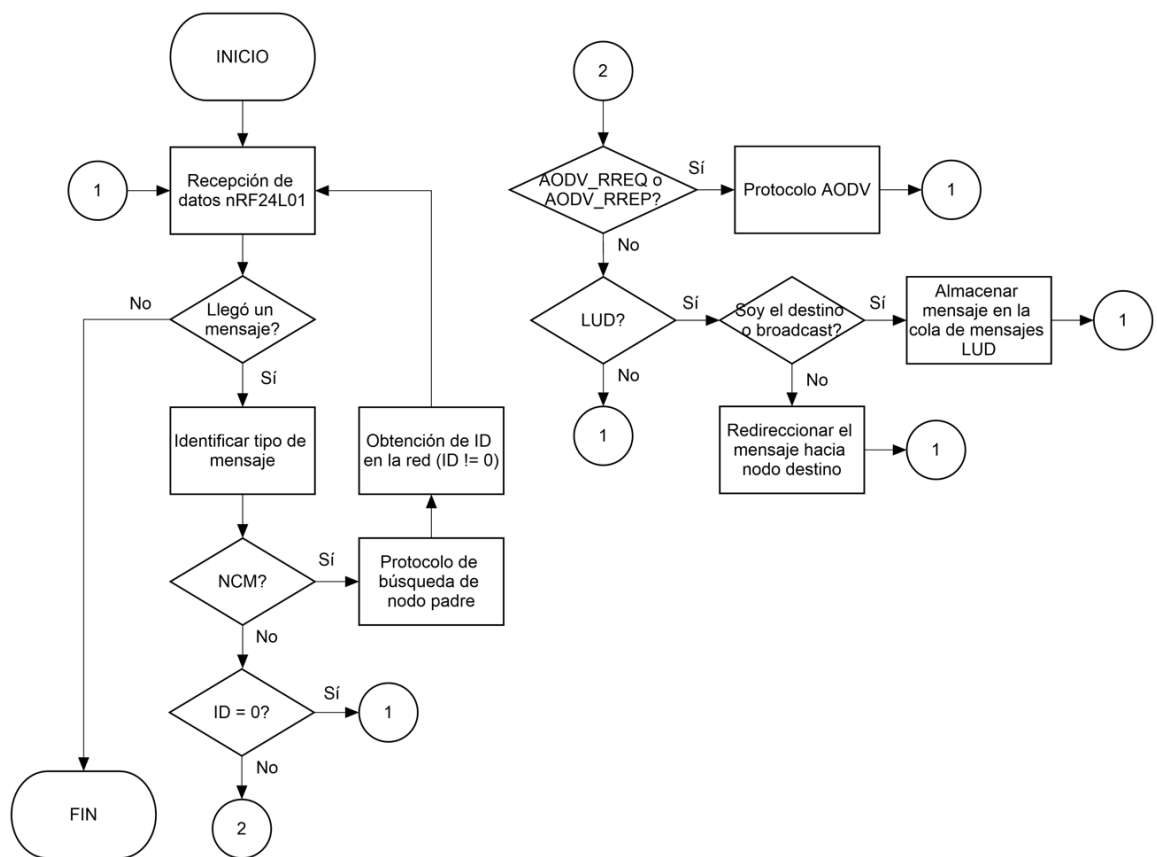 INICIO
1
Recepción de
datos nRF24L01
No
Llegó un
mensaje?
Sí
Identificar tipo de
mensaje
Obtención de ID
en la red (ID != 0)
NCM?
Sí
Protocolo de
búsqueda de
nodo padre
No
ID = 0?
Sí
1
No
FIN
2
2
AODV_RREQ o
AODV_RREP?
Sí
Protocolo AODV
1
No
LUD?
Sí
Soy el destino
o broadcast?
Sí
Almacenar
mensaje en la
cola de mensajes
LUD
1
No
1
No
Redireccionar el
mensaje hacia
nodo destino
1